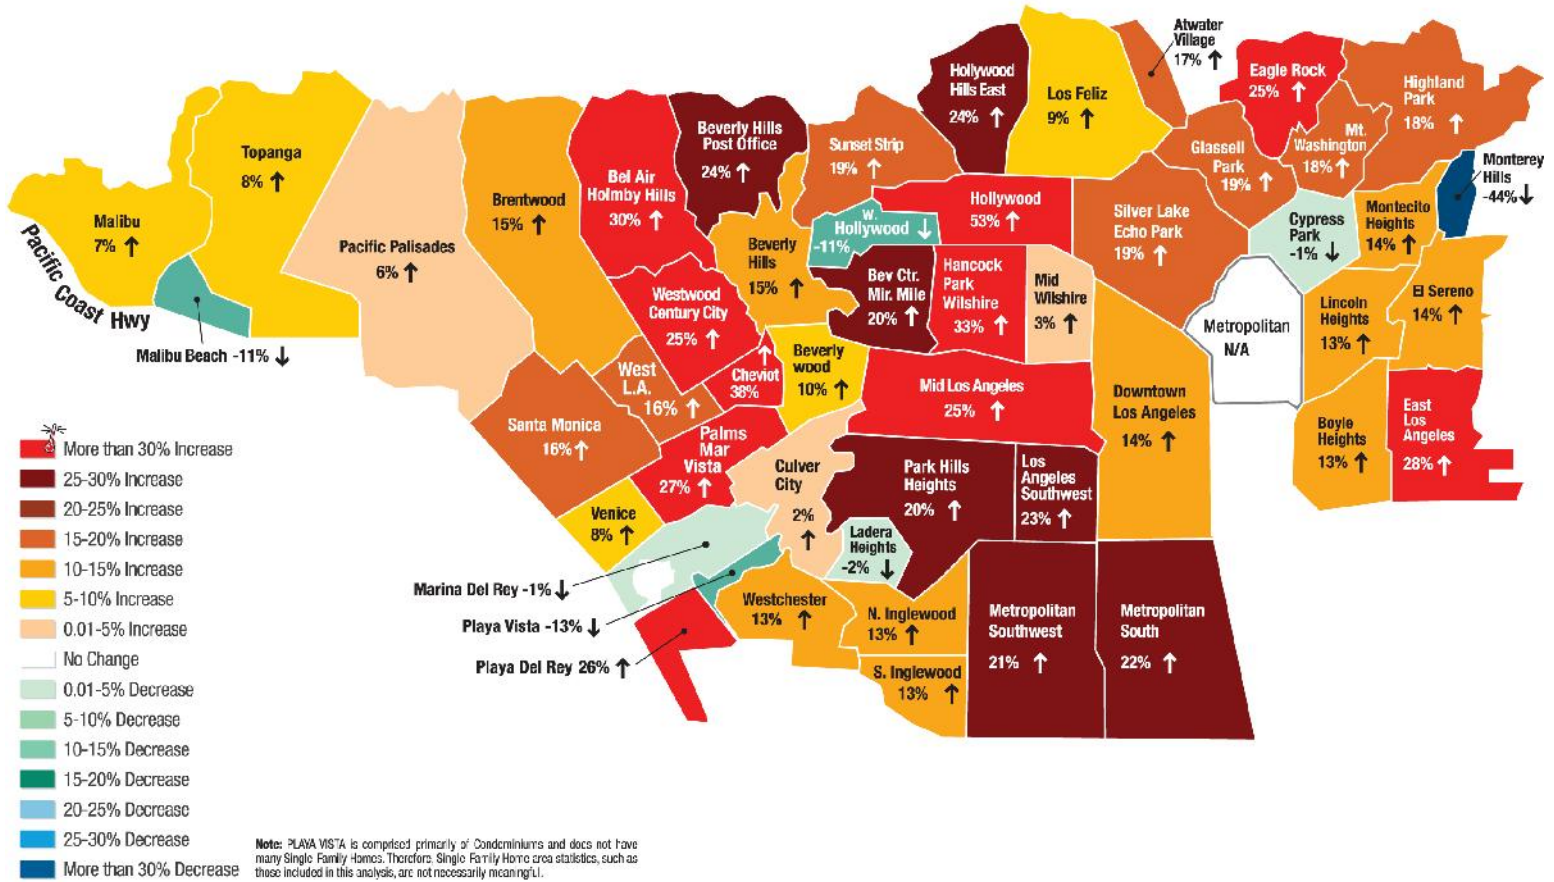 Atwater
Village
17%
Hollywood
Hills East
24%
Los Feliz
9%
Eagle Rock
25%
Highland
Park
18%
Topanga
8%
Beverly Hills
Post Office
24%
Sunset Strip
19%
Glassell
Park
19%
Mt.
Washington
18%
Monterey
Hills
-44%
Malibu
7%
Pacific Coast Hwy
Malibu Beach -11%
Pacific Palisades
6%
Brentwood
15%
Bel Air
Holmby Hills
30%
Beverly
Hills
15%
W.
Hollywood
-11%
Hollywood
53%
Silver Lake
Echo Park
19%
Cypress
Park
-1%
Montecito
Heights
14%
Westwood
Century City
25%
Bev Ctr.
Mir. Mile
20%
Hancock
Park
Wilshire
33%
Mid
Wilshire
3%
Metropolitan
N/A
Lincoln
Heights
13%
El Sereno
14%
West
L.A.
16%
Cheviot
38%
Beverly
wood
10%
Mid Los Angeles
25%
Downtown
Los Angeles
14%
Boyle
Heights
13%
East
Los
Angeles
28%
Santa Monica
16%
Palms
Mar
Vista
27%
Culver
City
2%
Park Hills
Heights
20%
Los
Angeles
Southwest
23%
Venice
8%
Ladera
Heights
-2%
Marina Del Rey -1%
Playa Vista -13%
Playa Del Rey 26%
Westchester
13%
N. Inglewood
13%
S. Inglewood
13%
Metropolitan
Southwest
21%
Metropolitan
South
22%
More than 30% Increase
25-30% Increase
20-25% Increase
15-20% Increase
10-15% Increase
5-10% Increase
0.01-5% Increase
No Change
0.01-5% Decrease
5-10% Decrease
10-15% Decrease
15-20% Decrease
20-25% Decrease
25-30% Decrease
More than 30% Decrease
Note: PLAYA VISTA is comprised primarily of Condominiums and does not have
many Single Family Homes. Therefore, Single Family Home area statistics, such as
those included in this analysis, are not necessarily meaningful.